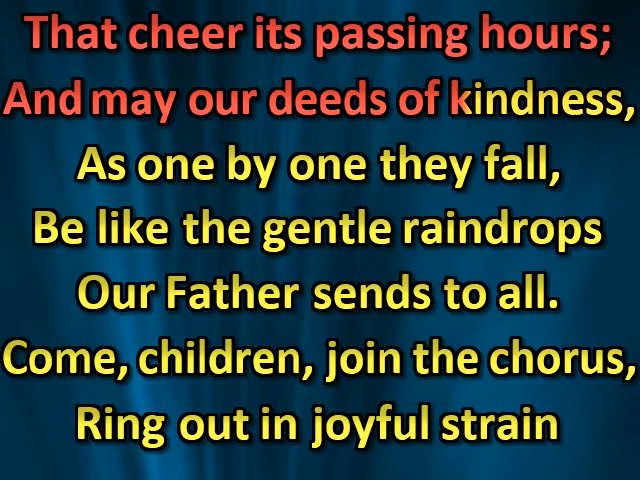 That cheer its passing hours;
And may our deeds of kindness,
As one by one they fall,
Be like the gentle raindrops
Our Father sends to all.
Come, children, join the chorus,
Ring out in joyful strain